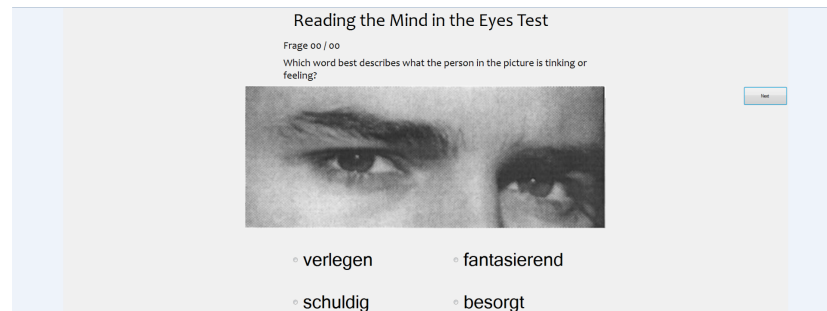 Reading the Mind in the Eyes Test
Frage 00 / 00
Which word best describes what the person in the picture is tinking or
feeling?
Next
verlegen
fantasierend
schuldig
besorgt